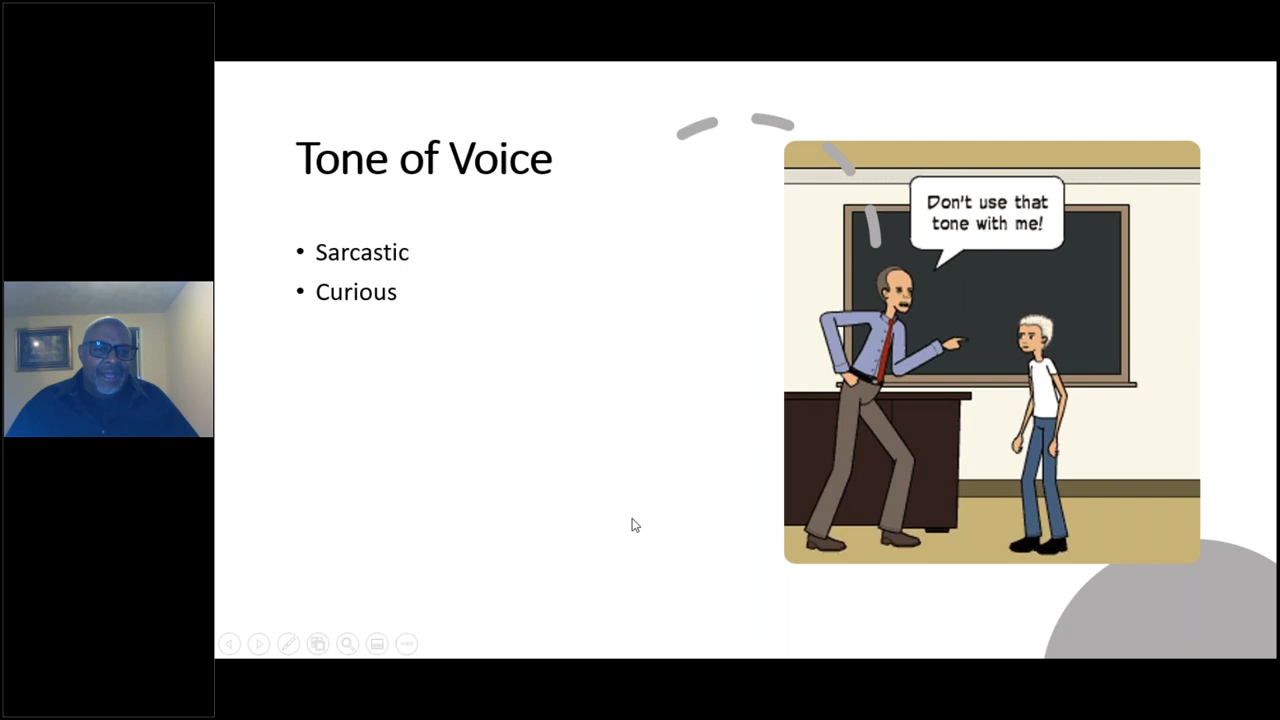 Tone of Voice
• Sarcastic
• Curious
Don't use that
tone with me!